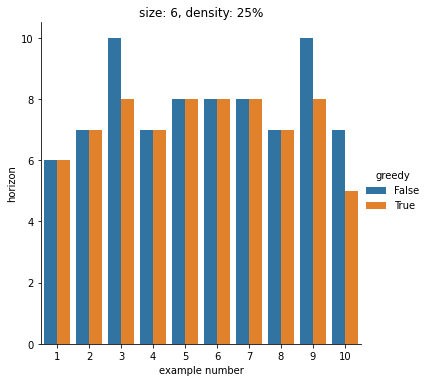 size: 6, density: 25%
10
8
6
4
2
0
horizon
1 2 3 4 5 6 7 8 9 10
example number
greedy
False
True